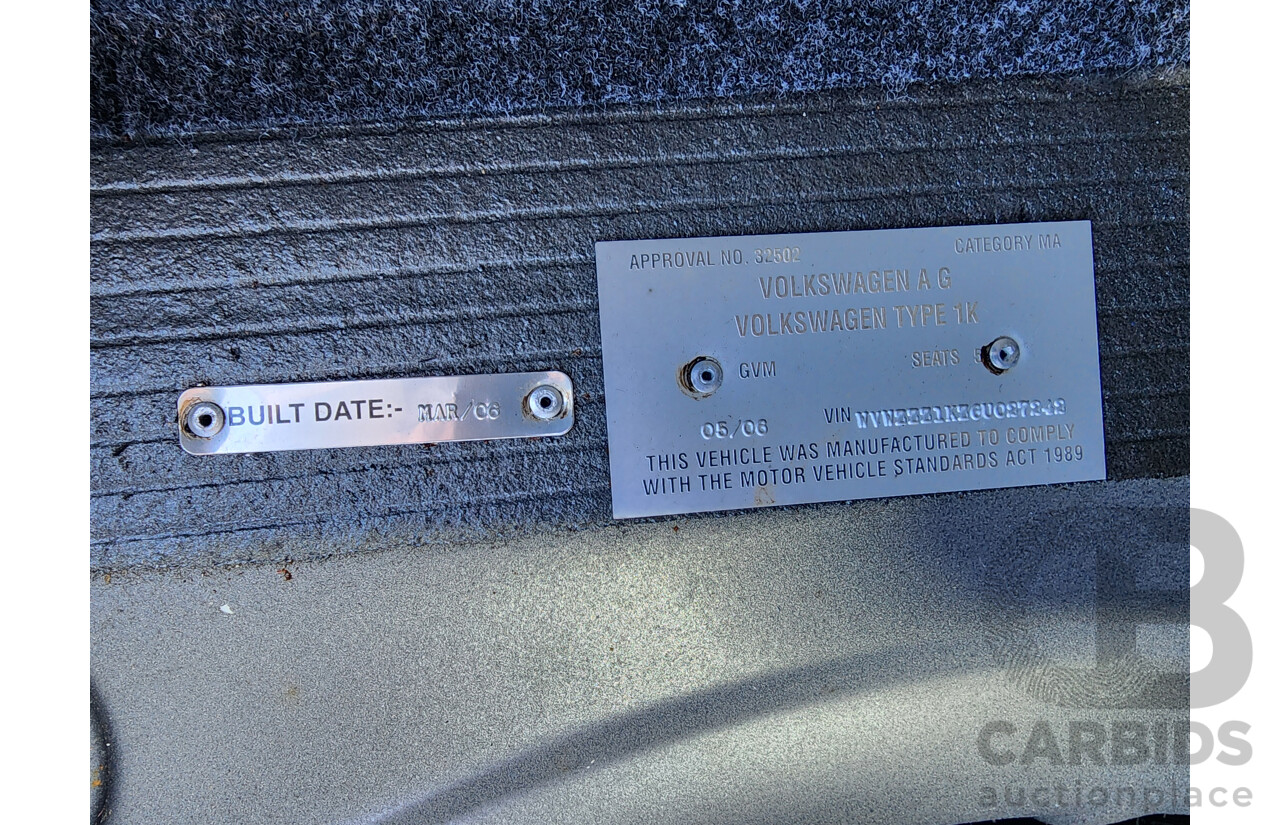 APPROVAL NO. 32502 CATEGORY MA
VOLKSWAGEN A G
VOLKSWAGEN TYPE 1K
GVM SEATS 5
05/06 VIN WVWZZZ1KZ6U027242
THIS VEHICLE WAS MANUFACTURED TO COMPLY
WITH THE MOTOR VEHICLE STANDARDS ACT 1989
BUILT DATE:- MAR/06
B
CARBIDS
auctionplace